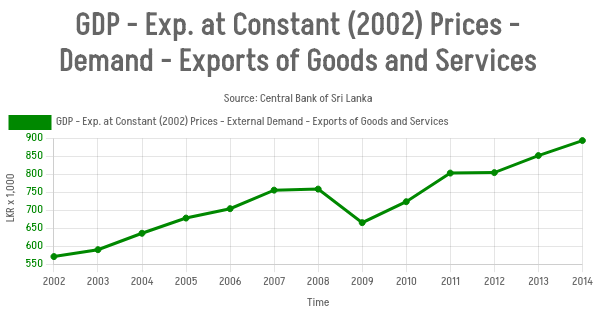 GDP - Exp. at Constant (2002) Prices -
Demand - Exports of Goods and Services
Source: Central Bank of Sri Lanka
GDP - Exp. at Constant (2002) Prices - External Demand - Exports of Goods and Services
900
850
800
750
700
650
600
550
LKR x 1,000
2002 2003 2004 2005 2006 2007 2008 2009 2010 2011 2012 2013 2014
Time